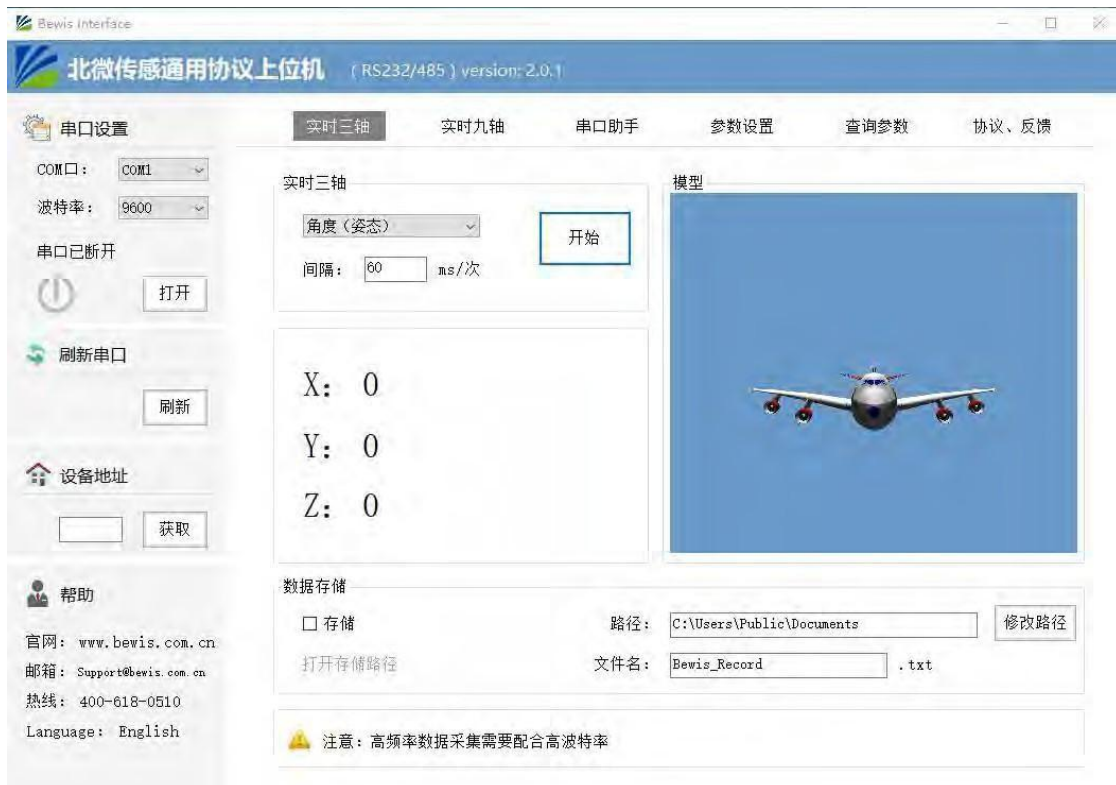 Bewis Interface
北微传感通用协议上位机 (RS232/485) version: 2.0.1
串口设置
COM口： COM1
波特率： 9600
串口已断开
打开
刷新串口
刷新
设备地址
获取
帮助
官网： www.bewis.com.cn
邮箱： Support@bewis.com.cn
热线： 400-618-0510
Language： English
实时三轴 实时九轴 串口助手 参数设置 查询参数 协议、反馈
实时三轴
角度（姿态）
开始
间隔： 60 ms/次
X： 0
Y： 0
Z： 0
模型
数据存储
存储
路径： C:\Users\Public\Documents 修改路径
打开存储路径
文件名： Bewis_Record .txt
注意：高频率数据采集需要配合高波特率